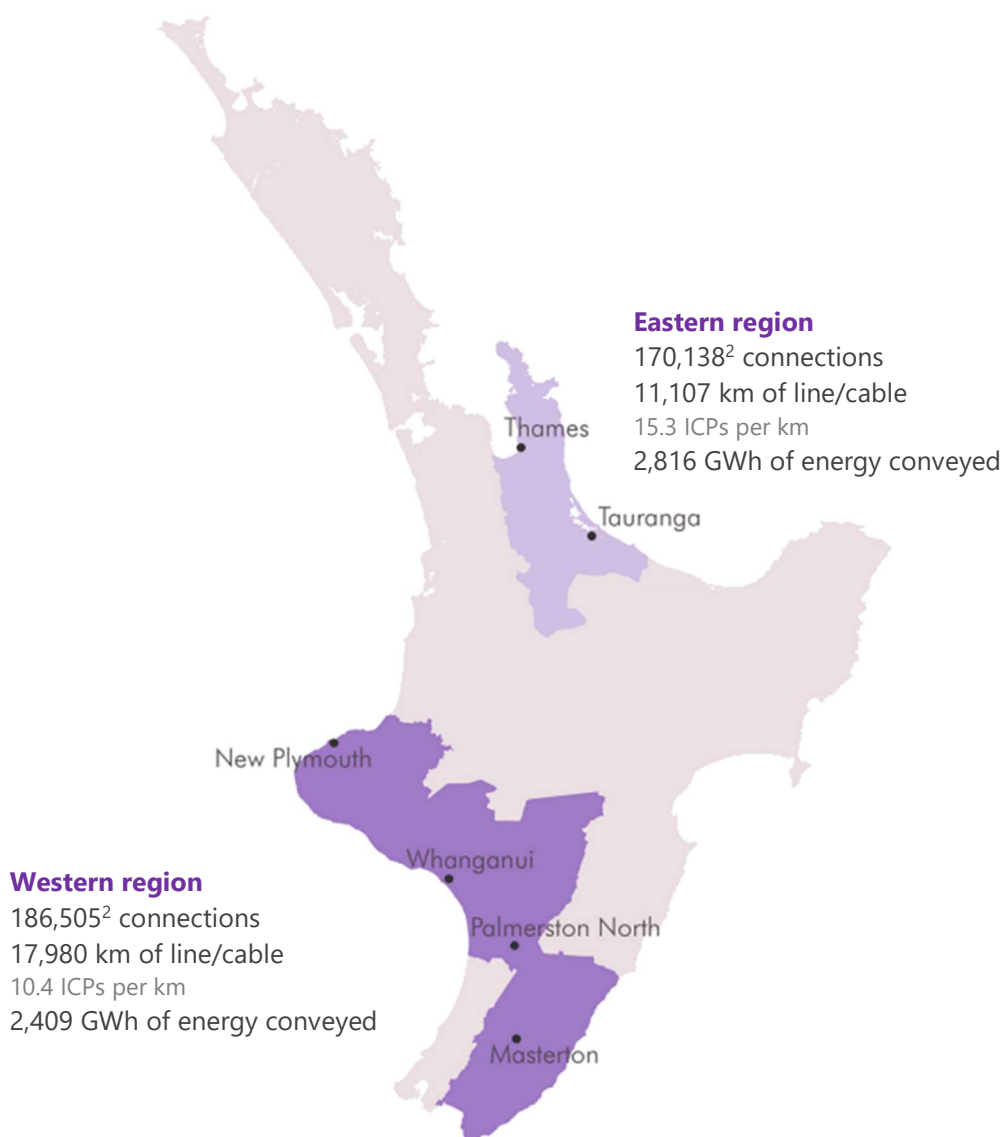 Eastern region
170,138² connections
11,107 km of line/cable
15.3 ICPs per km
2,816 GWh of energy conveyed
Thames
Tauranga
New Plymouth
Whanganui
Western region
186,505² connections
17,980 km of line/cable
10.4 ICPs per km
2,409 GWh of energy conveyed
Palmerston North
Masterton